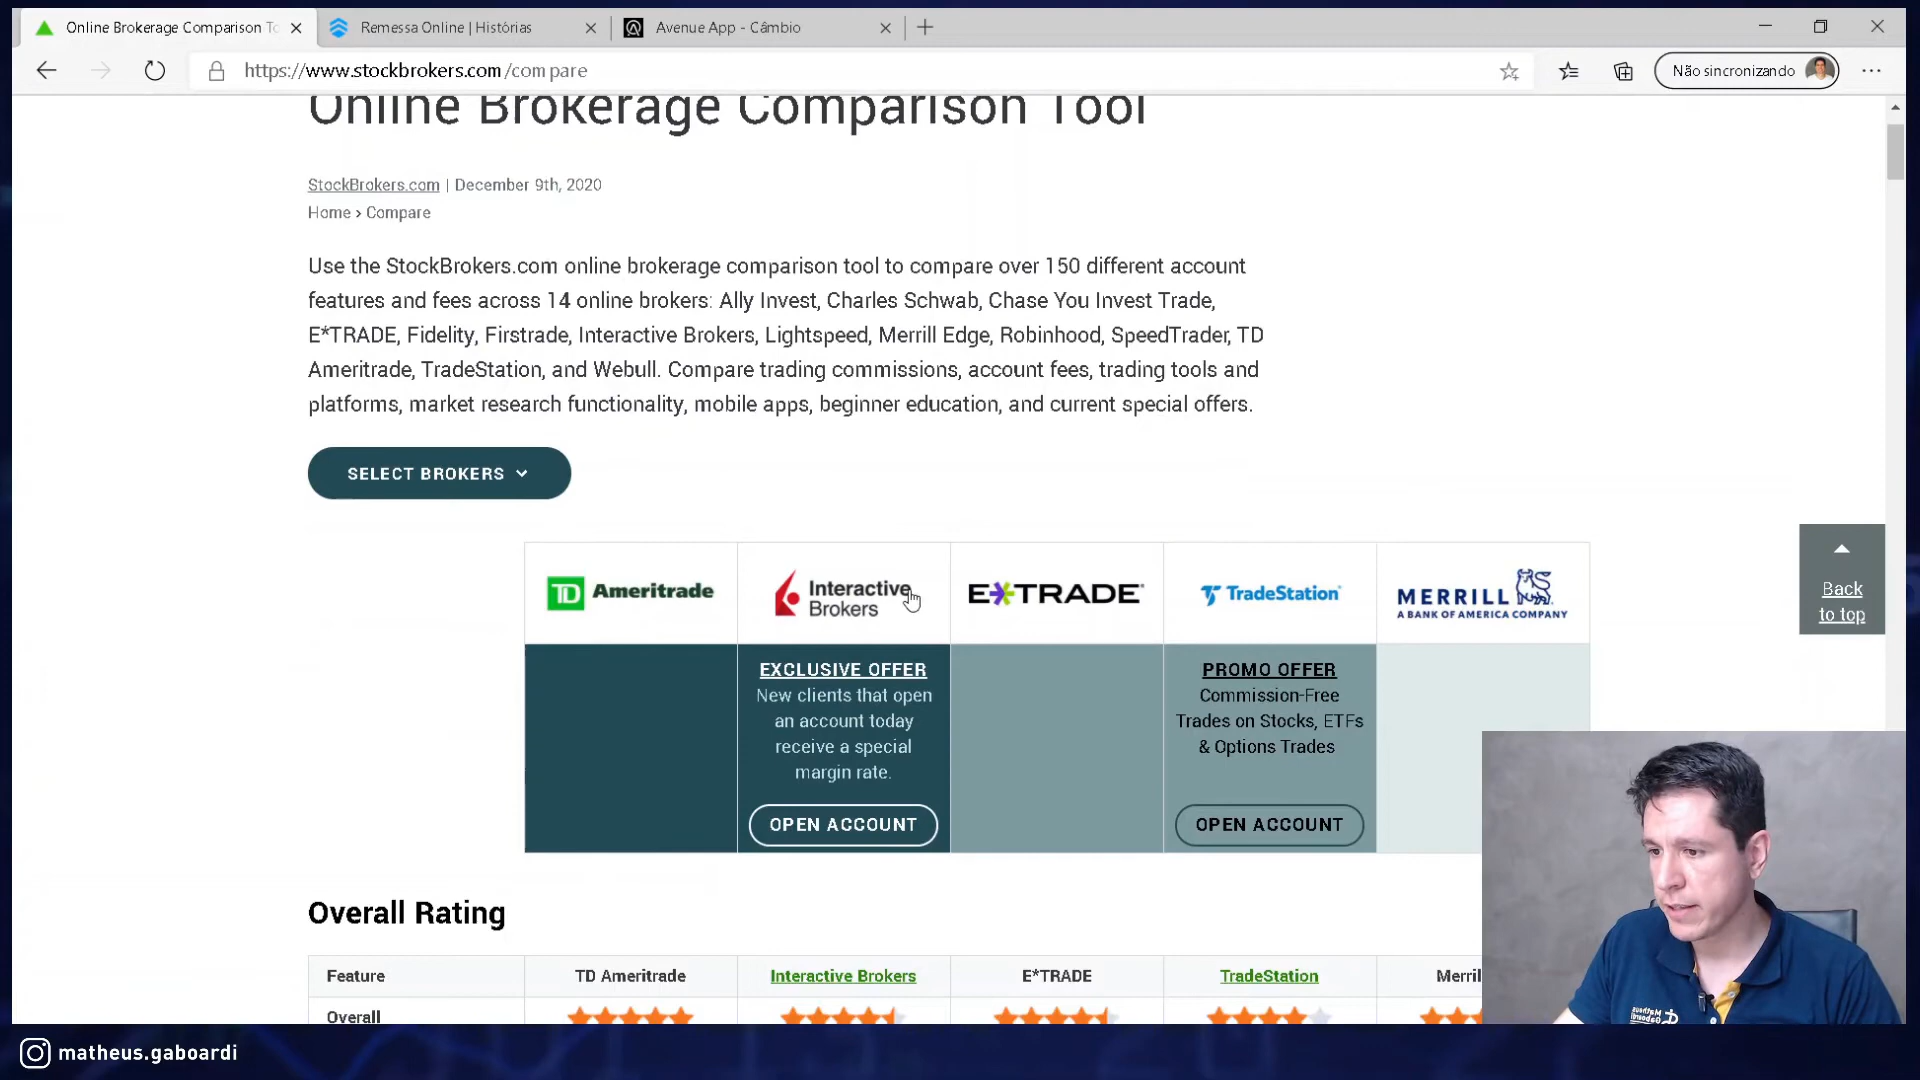 Online Brokerage Comparison To
Remessa Online | Histórias
Avenue App - Câmbio
https://www.stockbrokers.com/compare
Não sincronizando
Online Brokerage Comparison Tool
StockBrokers.com | December 9th, 2020
Home › Compare
Use the StockBrokers.com online brokerage comparison tool to compare over 150 different account
features and fees across 14 online brokers: Ally Invest, Charles Schwab, Chase You Invest Trade,
E*TRADE, Fidelity, Firstrade, Interactive Brokers, Lightspeed, Merrill Edge, Robinhood, SpeedTrader, TD
Ameritrade, TradeStation, and Webull. Compare trading commissions, account fees, trading tools and
platforms, market research functionality, mobile apps, beginner education, and current special offers.
SELECT BROKERS
Back
to top
TD Ameritrade
Interactive
Brokers
E*TRADE
TradeStation
MERRILL
A BANK OF AMERICA COMPANY
EXCLUSIVE OFFER
New clients that open
an account today
receive a special
margin rate.
OPEN ACCOUNT
PROMO OFFER
Commission-Free
Trades on Stocks, ETFs
& Options Trades
OPEN ACCOUNT
Overall Rating
Feature
TD Ameritrade
Interactive Brokers
E*TRADE
TradeStation
Merril
Overall
matheus.gaboardi